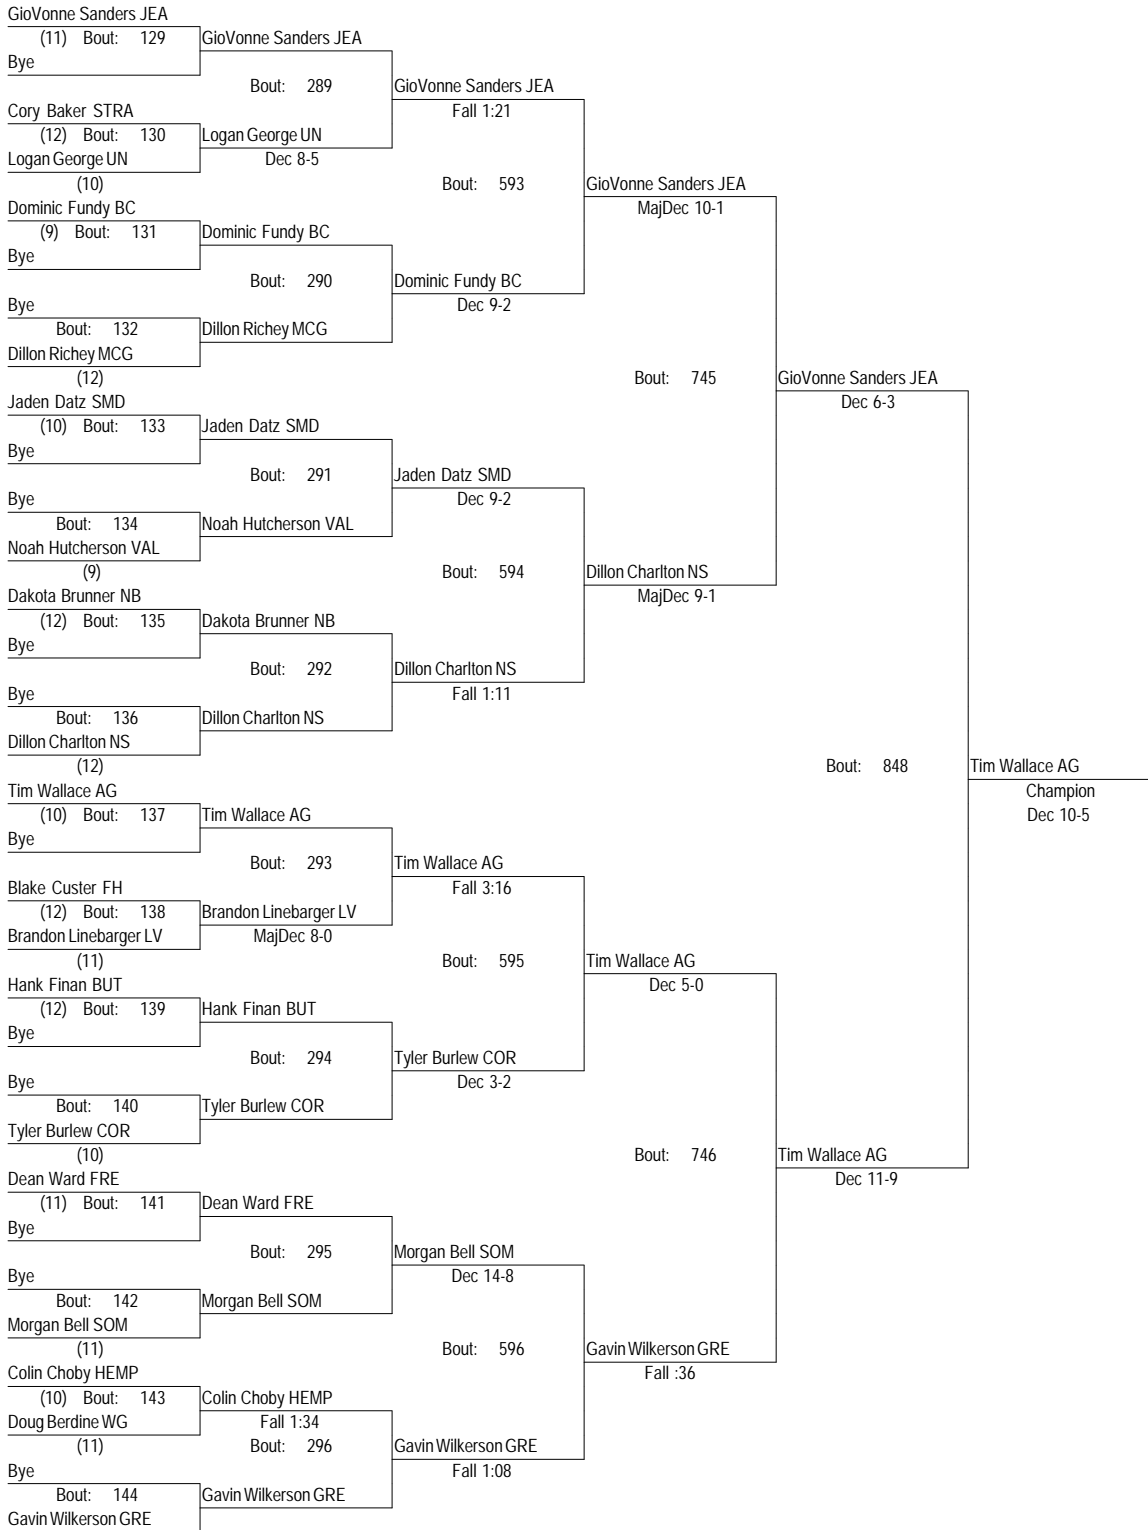 GioVonne Sanders JEA
(11) Bout: 129 GioVonne Sanders JEA
Bye
Bout: 289 GioVonne Sanders JEA
Cory Baker STRA Fall 1:21
(12) Bout: 130 Logan George UN
Logan George UN Dec 8-5
(10) Bout: 593 GioVonne Sanders JEA
Dominic Fundy BC MajDec 10-1
(9) Bout: 131 Dominic Fundy BC
Bye
Bout: 290 Dominic Fundy BC
Bye Dec 9-2
Bout: 132 Dillon Richey MCG
Dillon Richey MCG
(12) Bout: 745 GioVonne Sanders JEA
Jaden Datz SMD Dec 6-3
(10) Bout: 133 Jaden Datz SMD
Bye
Bout: 291 Jaden Datz SMD
Bye Dec 9-2
Bout: 134 Noah Hutcherson VAL
Noah Hutcherson VAL
(9) Bout: 594 Dillon Charlton NS
Dakota Brunner NB MajDec 9-1
(12) Bout: 135 Dakota Brunner NB
Bye
Bout: 292 Dillon Charlton NS
Bye Fall 1:11
Bout: 136 Dillon Charlton NS
Dillon Charlton NS
(12) Bout: 848 Tim Wallace AG
Tim Wallace AG Champion
(10) Bout: 137 Tim Wallace AG Dec 10-5
Bye
Bout: 293 Tim Wallace AG
Blake Custer FH Fall 3:16
(12) Bout: 138 Brandon Linebarger LV
Brandon Linebarger LV MajDec 8-0
(11) Bout: 595 Tim Wallace AG
Hank Finan BUT Dec 5-0
(12) Bout: 139 Hank Finan BUT
Bye
Bout: 294 Tyler Burlew COR
Bye Dec 3-2
Bout: 140 Tyler Burlew COR
Tyler Burlew COR
(10) Bout: 746 Tim Wallace AG
Dean Ward FRE Dec 11-9
(11) Bout: 141 Dean Ward FRE
Bye
Bout: 295 Morgan Bell SOM
Bye Dec 14-8
Bout: 142 Morgan Bell SOM
Morgan Bell SOM
(11) Bout: 596 Gavin Wilkerson GRE
Colin Choby HEMP Fall :36
(10) Bout: 143 Colin Choby HEMP
Doug Berdine WG Fall 1:34
(11) Bout: 296 Gavin Wilkerson GRE
Bye Fall 1:08
Bout: 144 Gavin Wilkerson GRE
Gavin Wilkerson GRE